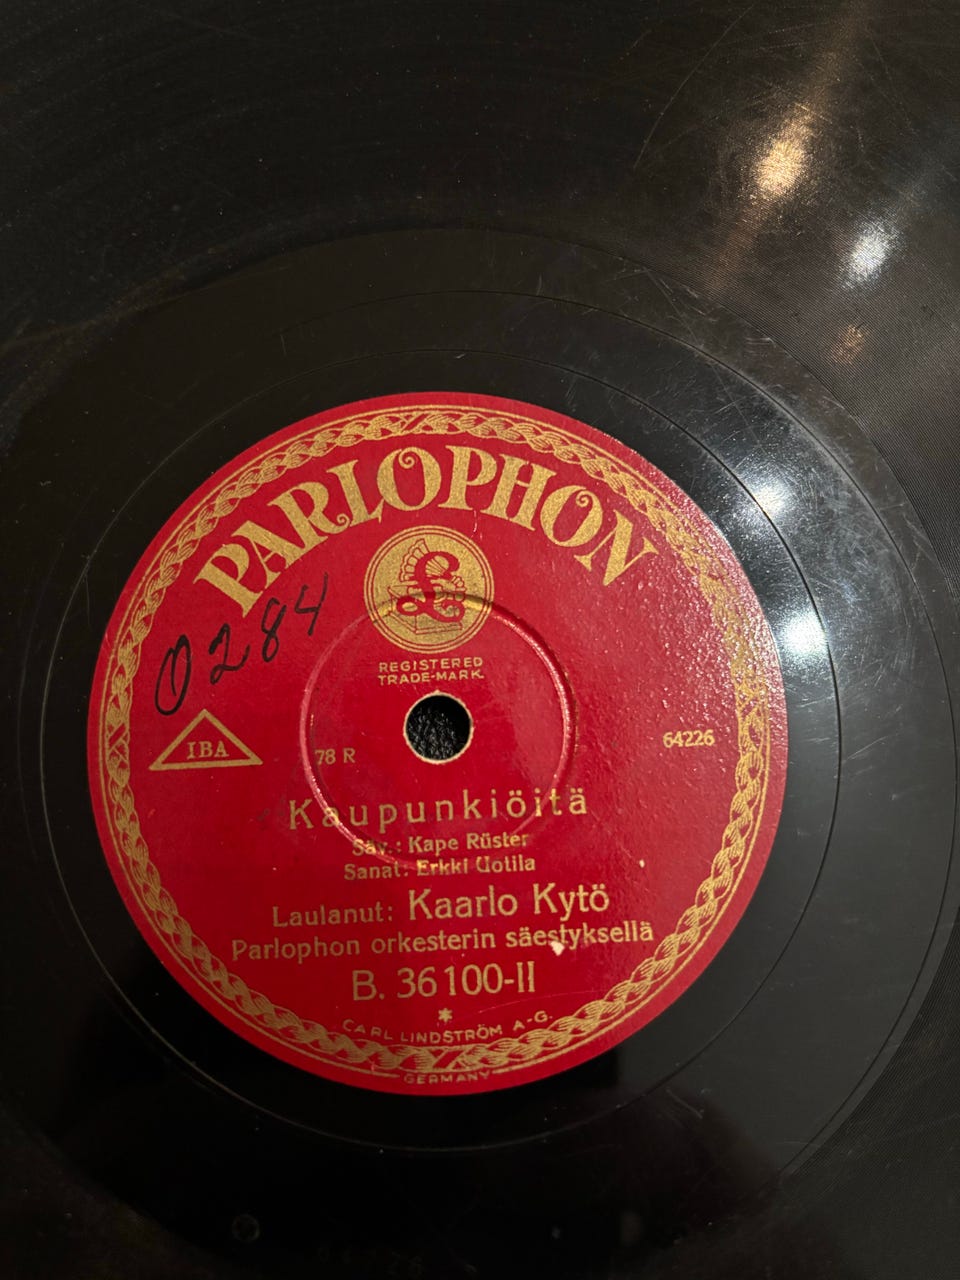 PARLOPHON
0284
£
REGISTERED
TRADE-MARK.
IBA
78 R
64226
Kaupunkiöitä
Säv.: Kape Rüster
Sanat: Erkki Uotila
Laulanut: Kaarlo Kytö
Parlophon orkesterin säestyksellä
B. 36100-II
*
CARL LINDSTRÖM A-G.
GERMANY